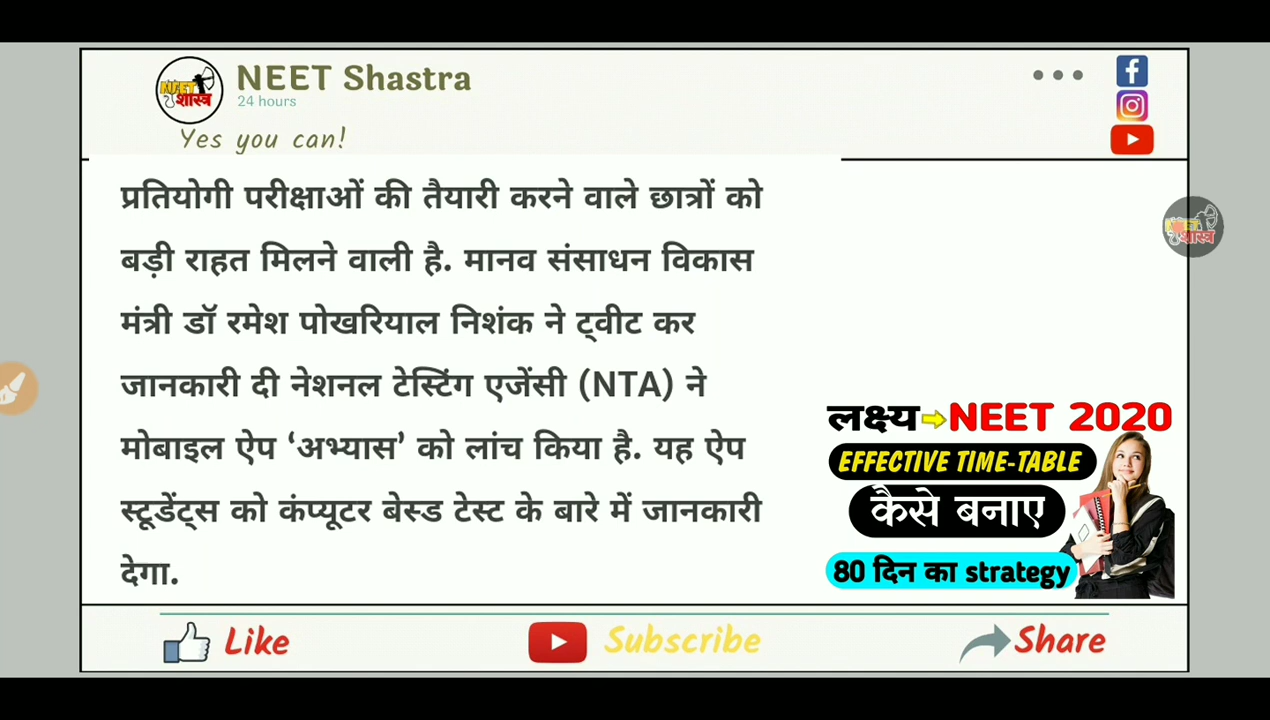 NEET Shastra
24 hours
Yes you can!
NEET
शास्त्र
प्रतियोगी परीक्षाओं की तैयारी करने वाले छात्रों को
बड़ी राहत मिलने वाली है. मानव संसाधन विकास
मंत्री डॉ रमेश पोखरियाल निशंक ने ट्वीट कर
जानकारी दी नेशनल टेस्टिंग एजेंसी (NTA) ने
मोबाइल ऐप ‘अभ्यास’ को लांच किया है. यह ऐप
स्टूडेंट्स को कंप्यूटर बेस्ड टेस्ट के बारे में जानकारी
देगा.
NEET
शास्त्र
लक्ष्य NEET 2020
EFFECTIVE TIME-TABLE
कैसे बनाए
80 दिन का strategy
Like
Subscribe
Share